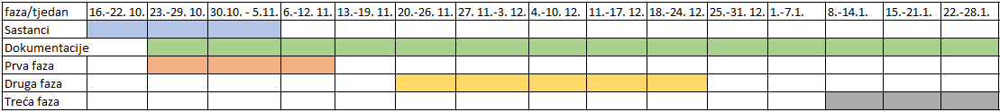 faza/tjedan 16.-22. 10. 23.-29. 10. 30.10. - 5.11. 6.-12. 11. 13.-19. 11. 20.-26. 11. 27. 11.-3. 12. 4.-10. 12. 11.-17. 12. 18.-24. 12. 25.-31. 12. 1.-7.1. 8.-14.1. 15.-21.1. 22.-28.1.
Sastanci
Dokumentacije
Prva faza
Druga faza
Treća faza